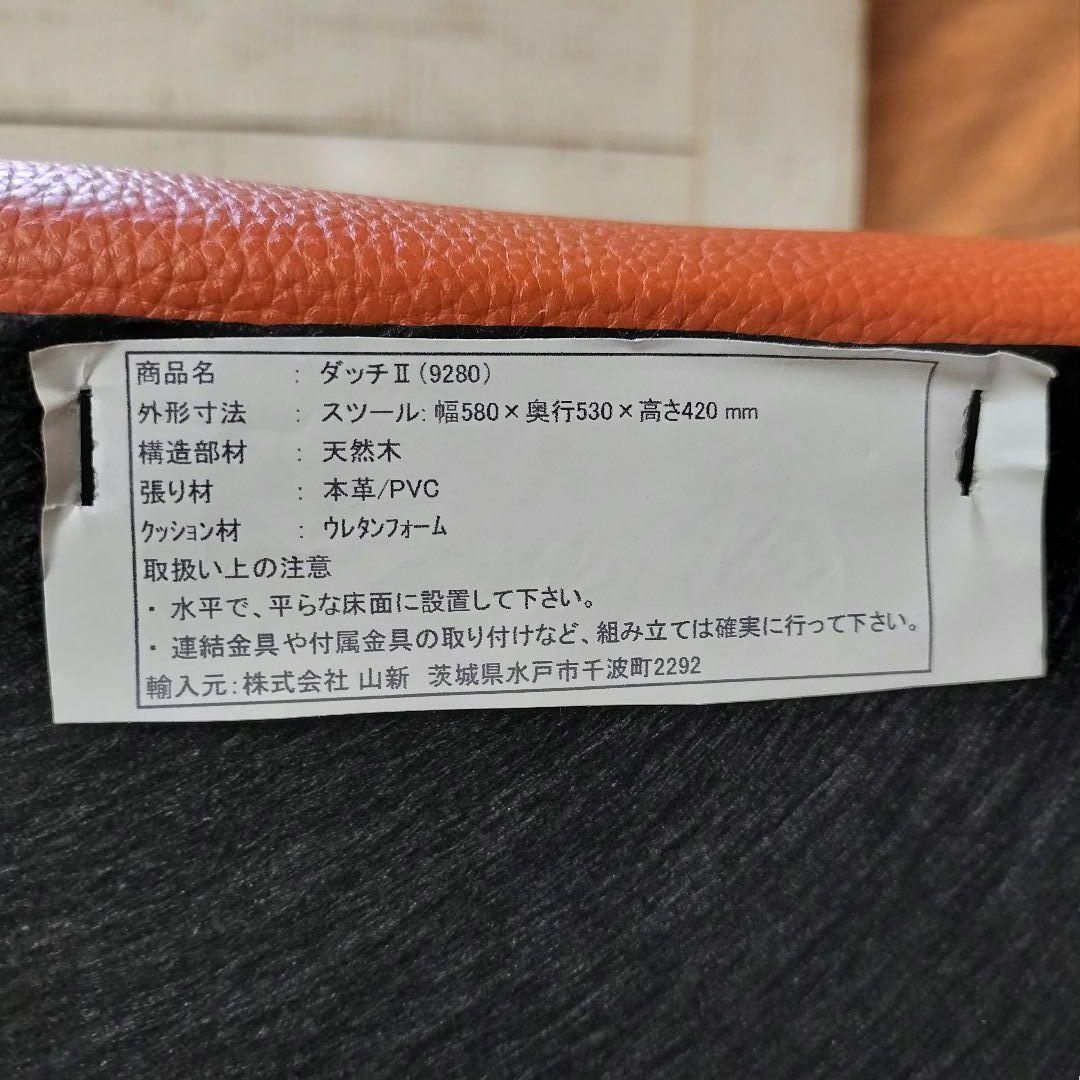 商品名 : ダッチⅡ(9280)
外形寸法 : スツール: 幅580×奥行530×高さ420 mm
構造部材 : 天然木
張り材 : 本革/PVC
ｸｯｼｮﾝ材 : ｳﾚﾀﾝﾌｫｰﾑ
取扱い上の注意
・水平で、平らな床面に設置して下さい。
・連結金具や付属金具の取り付けなど、組み立ては確実に行って下さい。
輸入元:株式会社 山新 茨城県水戸市千波町2292